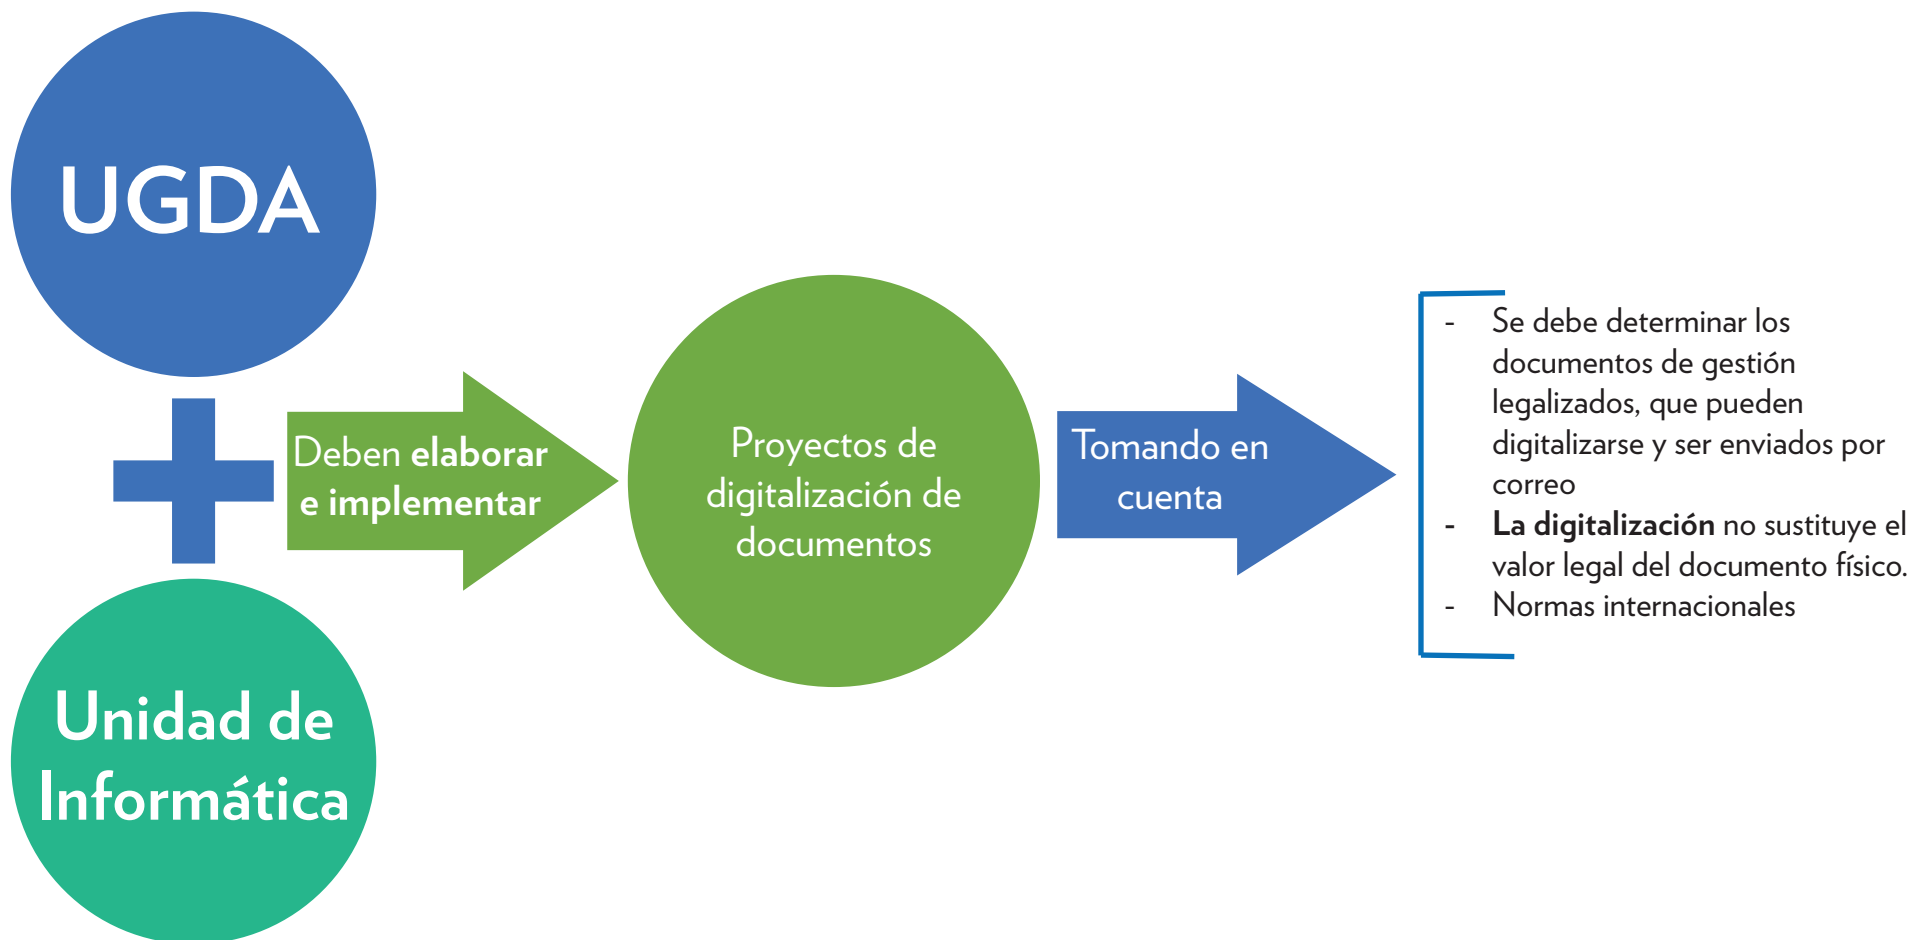 UGDA
Unidad de
Informática
Deben elaborar
e implementar
Proyectos de
digitalización de
documentos
Tomando en
cuenta
- Se debe determinar los
documentos de gestión
legalizados, que pueden
digitalizarse y ser enviados por
correo
- La digitalización no sustituye el
valor legal del documento físico.
- Normas internacionales